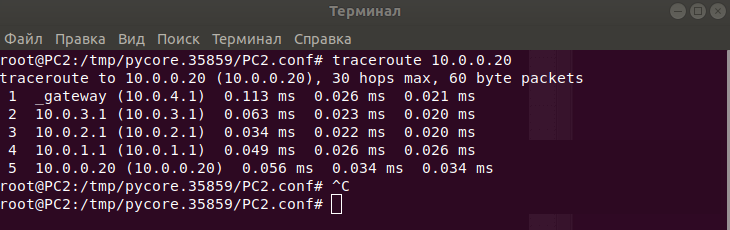 Терминал
Файл Правка Вид Поиск Терминал Справка
root@PC2:/tmp/pycore.35859/PC2.conf# traceroute 10.0.0.20
traceroute to 10.0.0.20 (10.0.0.20), 30 hops max, 60 byte packets
 1  _gateway (10.0.4.1)  0.113 ms  0.026 ms  0.021 ms
 2  10.0.3.1 (10.0.3.1)  0.063 ms  0.023 ms  0.020 ms
 3  10.0.2.1 (10.0.2.1)  0.034 ms  0.022 ms  0.020 ms
 4  10.0.1.1 (10.0.1.1)  0.049 ms  0.026 ms  0.026 ms
 5  10.0.0.20 (10.0.0.20)  0.056 ms  0.034 ms  0.034 ms
root@PC2:/tmp/pycore.35859/PC2.conf# ^C
root@PC2:/tmp/pycore.35859/PC2.conf#